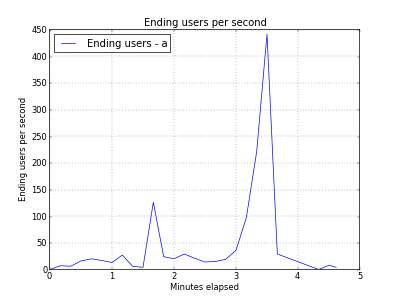 Ending users per second
Ending users - a
Ending users per second
450
400
350
300
250
200
150
100
50
0
0 1 2 3 4 5
Minutes elapsed